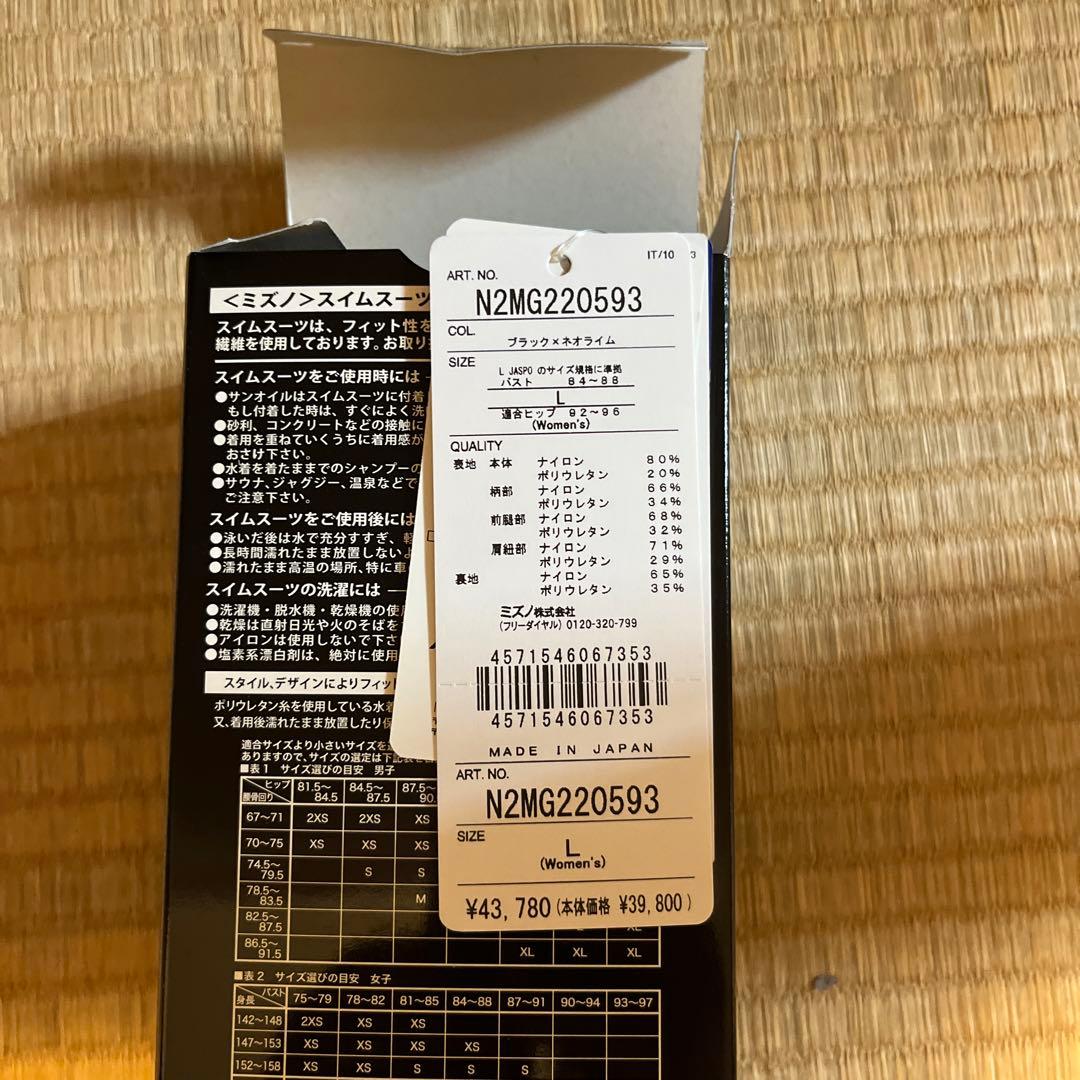 IT/10 3
ART. NO.
N2MG220593
COL.
ブラック×ネオライム
SIZE
L JASPO のサイズ規格に準拠
バスト 84～88
L
適合ヒップ 92～96
(Women's)
QUALITY
表地 本体 ナイロン 80%
ポリウレタン 20%
柄部 ナイロン 66%
ポリウレタン 34%
前腿部 ナイロン 68%
ポリウレタン 32%
肩紐部 ナイロン 71%
ポリウレタン 29%
裏地 ナイロン 65%
ポリウレタン 35%
ミズノ株式会社
(フリーダイヤル) 0120-320-799
4571546067353
4571546067353
MADE IN JAPAN
ART. NO.
N2MG220593
SIZE
L
(Women's)
¥43,780(本体価格 ¥39,800)
＜ミズノ＞スイムスーツ
スイムスーツは、フィット性を
繊維を使用しております。お取り
スイムスーツをご使用時には
●サンオイルはスイムスーツに付着
もし付着した時は、すぐによく洗
●砂利、コンクリートなどの接触に
●着用を重ねていくうちに着用感が
おさけ下さい。
●水着を着たままでのシャンプーの
●サウナ、ジャグジー、温泉などで
ご注意下さい。
スイムスーツをご使用後には
●泳いだ後は水で充分すすぎ、軽
●長時間濡れたまま放置しない
●濡れたまま高温の場所、特に車
スイムスーツの洗濯には
●洗濯機・脱水機・乾燥機の使
●乾燥は直射日光や火のそばを
●アイロンは使用しないで下さ
●塩素系漂白剤は、絶対に使用
スタイル、デザインによりフィッ
ポリウレタン糸を使用している水着
又、着用後濡れたまま放置したり保
適合サイズより小さいサイズを
ありますので、サイズの選定は下記
■表1 サイズ選びの目安 男子
ヒップ 81.5～84.5 84.5～87.5 87.5～90.
腰骨回り
67～71 2XS 2XS XS
70～75 XS XS XS
74.5～79.5 S S
78.5～83.5 M
82.5～87.5 L XL
86.5～91.5 XL XL XL
■表2 サイズ選びの目安 女子
バスト 75～79 78～82 81～85 84～88 87～91 90～94 93～97
身長
142～148 2XS XS XS
147～153 XS XS XS XS
152～158 XS XS S S S